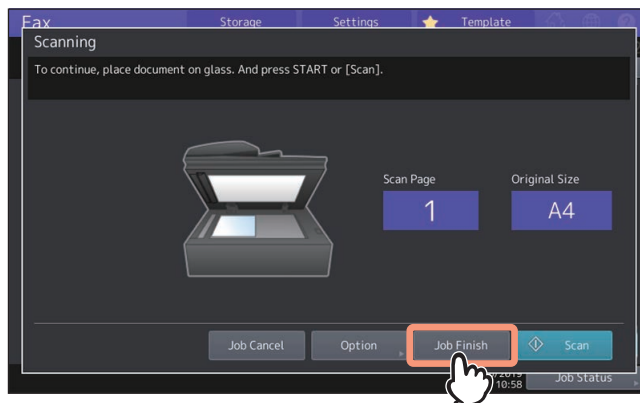 Fax Storage Settings Template
Scanning
To continue, place document on glass. And press START or [Scan].
Scan Page Original Size
1 A4
Job Cancel Option Job Finish Scan
2019
10:58 Job Status